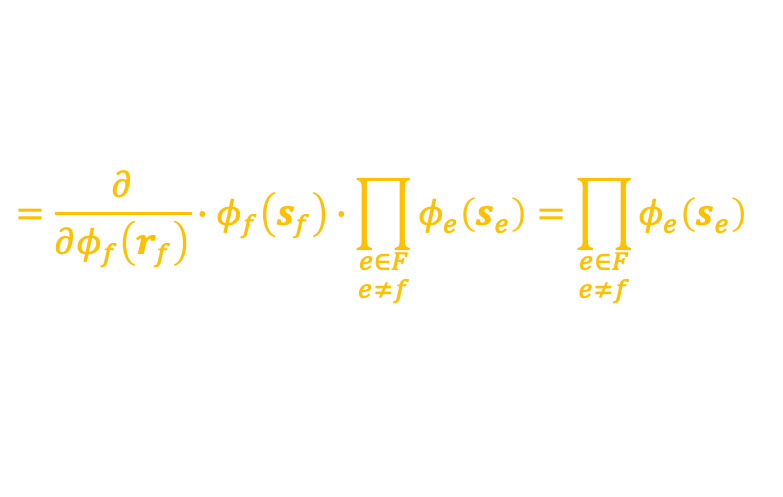 = ∂ / ∂ϕ_f(𝒓_f) · ϕ_f(𝒔_f) · ∏_{e∈F, e≠f} ϕ_e(𝒔_e) = ∏_{e∈F, e≠f} ϕ_e(𝒔_e)